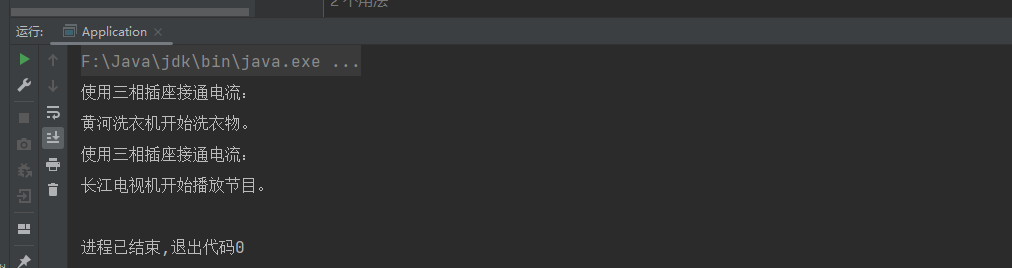 2个用法
运行:
Application
F:\Java\jdk\bin\java.exe ...
使用三相插座接通电流:
黄河洗衣机开始洗衣物。
使用三相插座接通电流:
长江电视机开始播放节目。
进程已结束,退出代码0